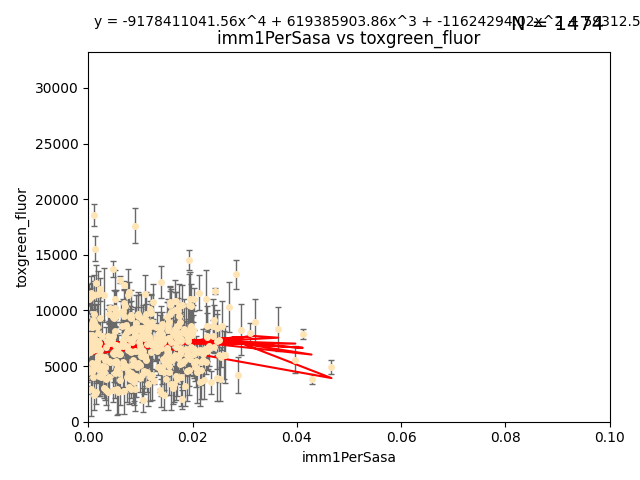 y = -9178411041.56x^4 + 619385903.86x^3 + -11624294.
N = 1474
imm1PerSasa vs toxgreen_fluor
30000
25000
20000
15000
10000
5000
0
toxgreen_fluor
0.00 0.02 0.04 0.06 0.08 0.10
imm1PerSasa